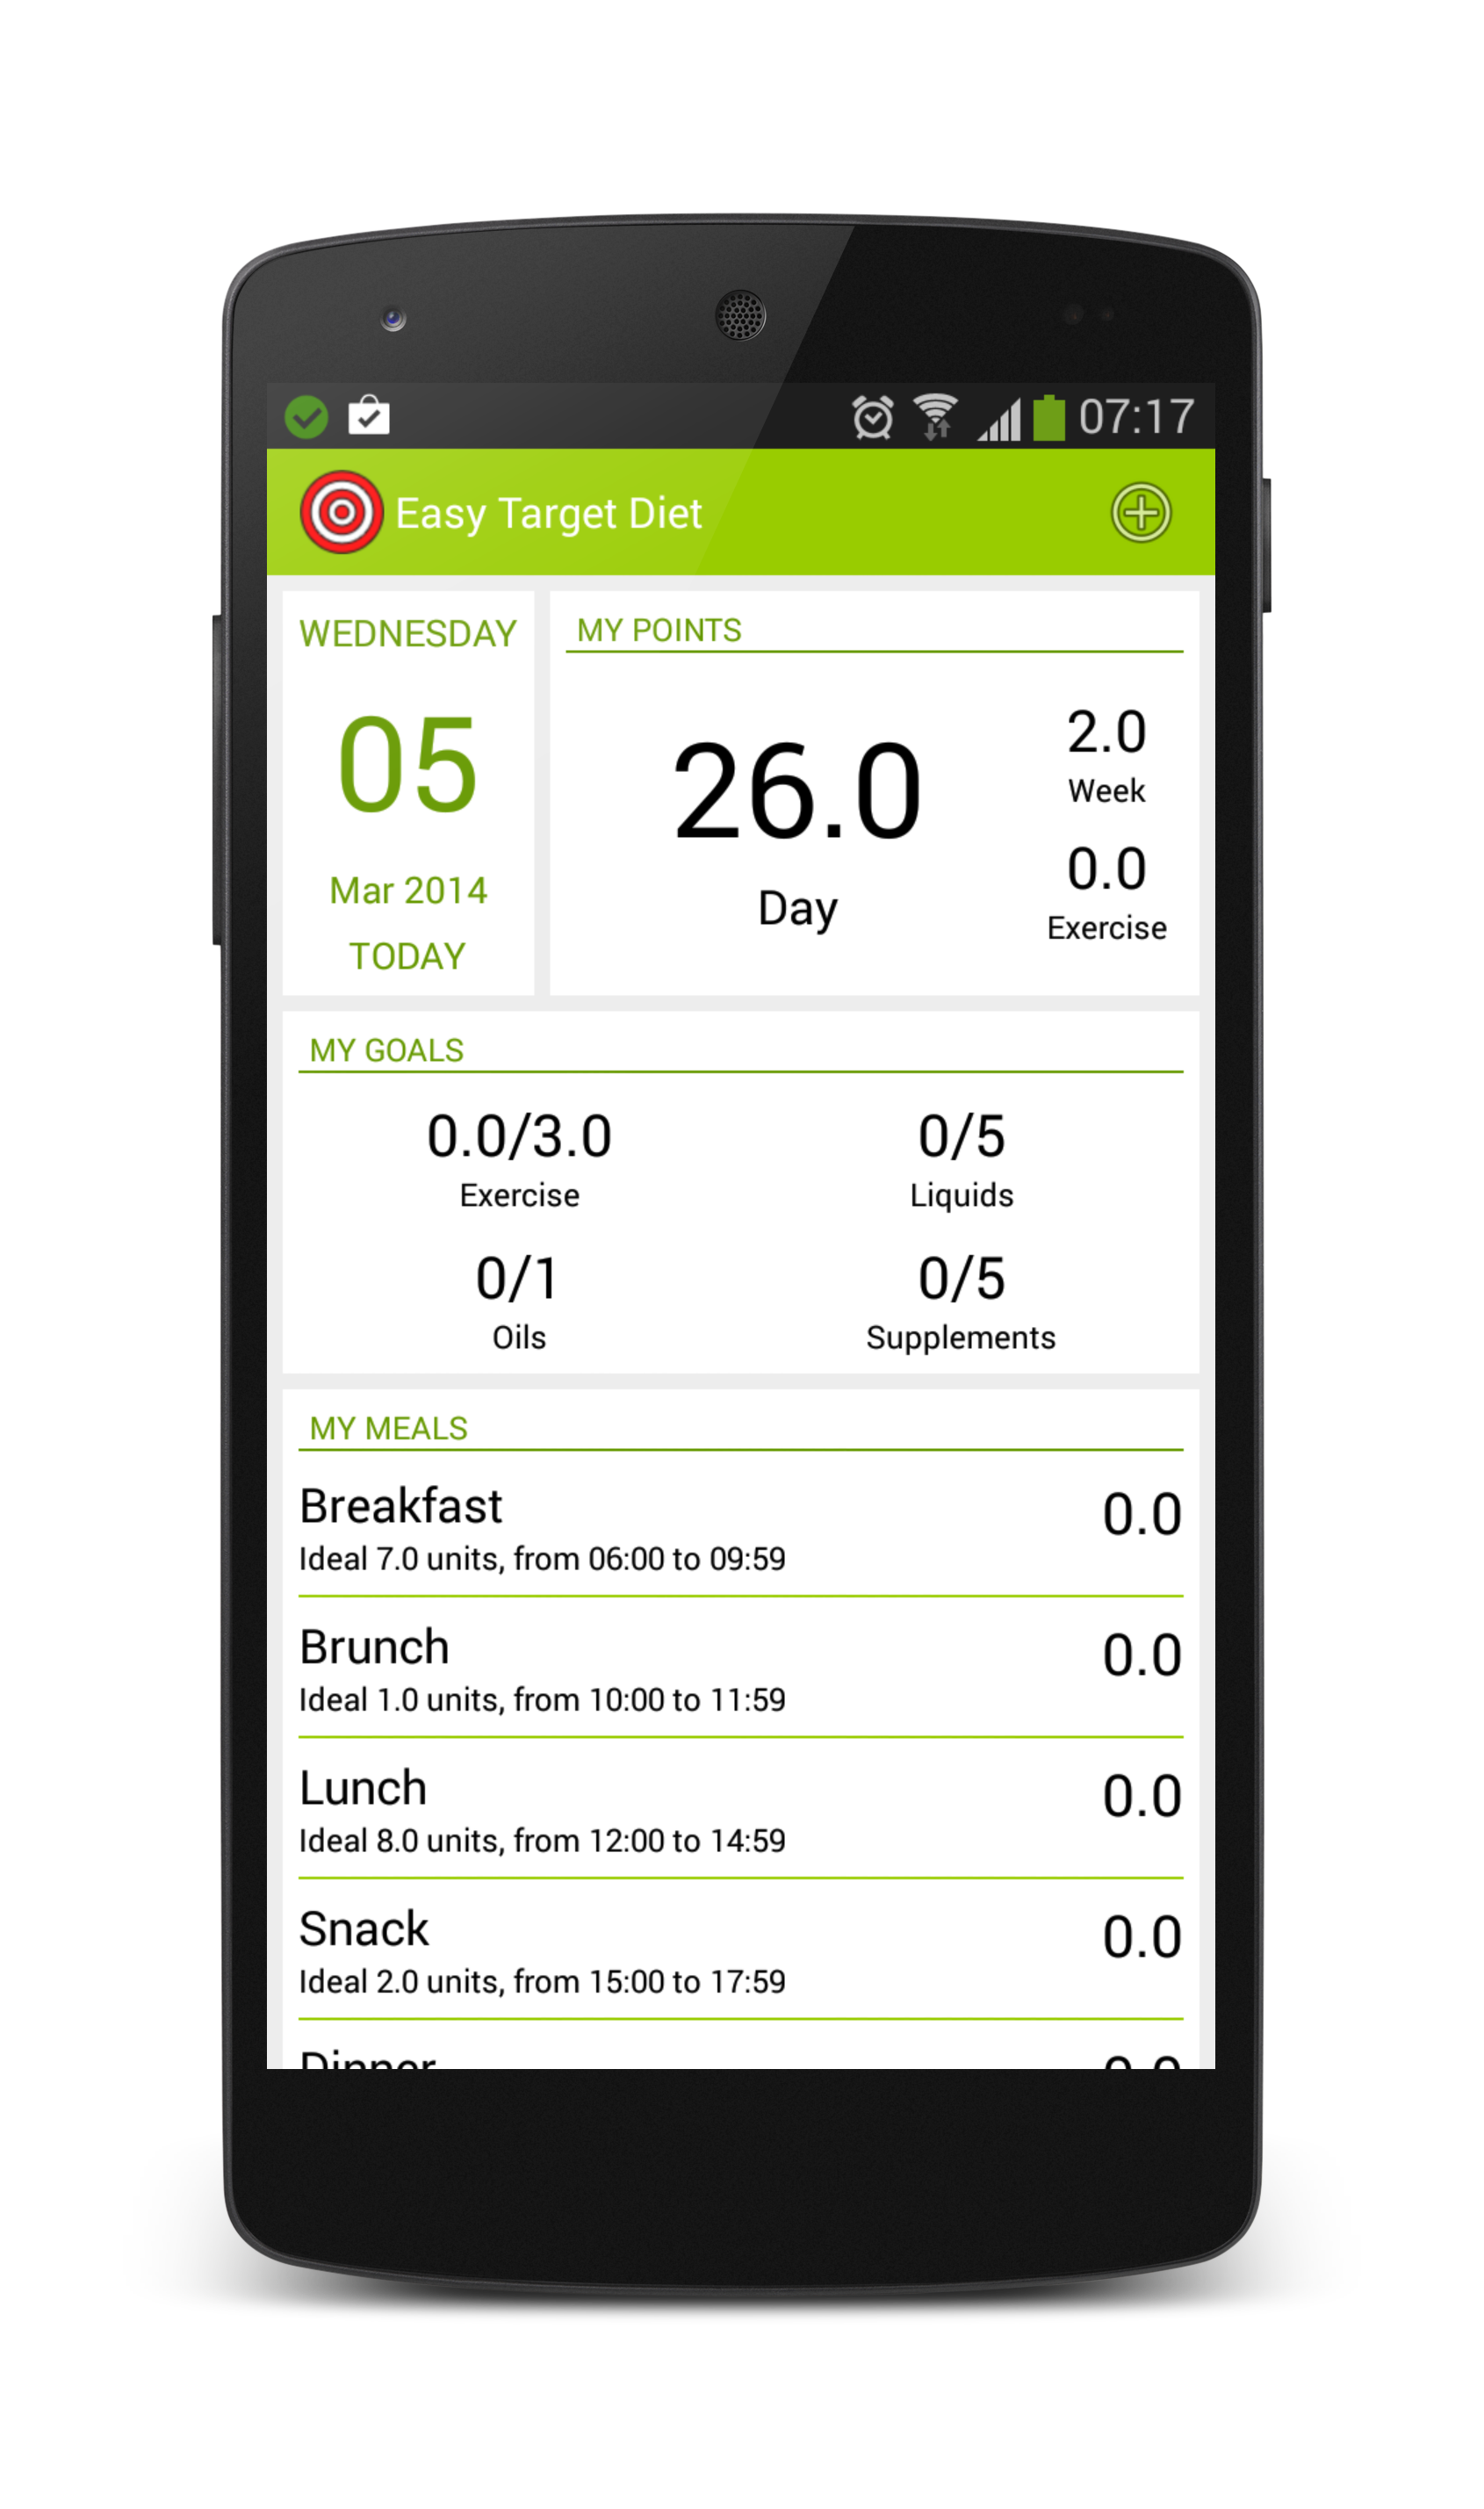 07:17
Easy Target Diet
WEDNESDAY
05
Mar 2014
TODAY
MY POINTS
26.0
Day
2.0
Week
0.0
Exercise
MY GOALS
0.0/3.0
Exercise
0/5
Liquids
0/1
Oils
0/5
Supplements
MY MEALS
Breakfast
0.0
Ideal 7.0 units, from 06:00 to 09:59
Brunch
0.0
Ideal 1.0 units, from 10:00 to 11:59
Lunch
0.0
Ideal 8.0 units, from 12:00 to 14:59
Snack
0.0
Ideal 2.0 units, from 15:00 to 17:59
Dinner
0.0